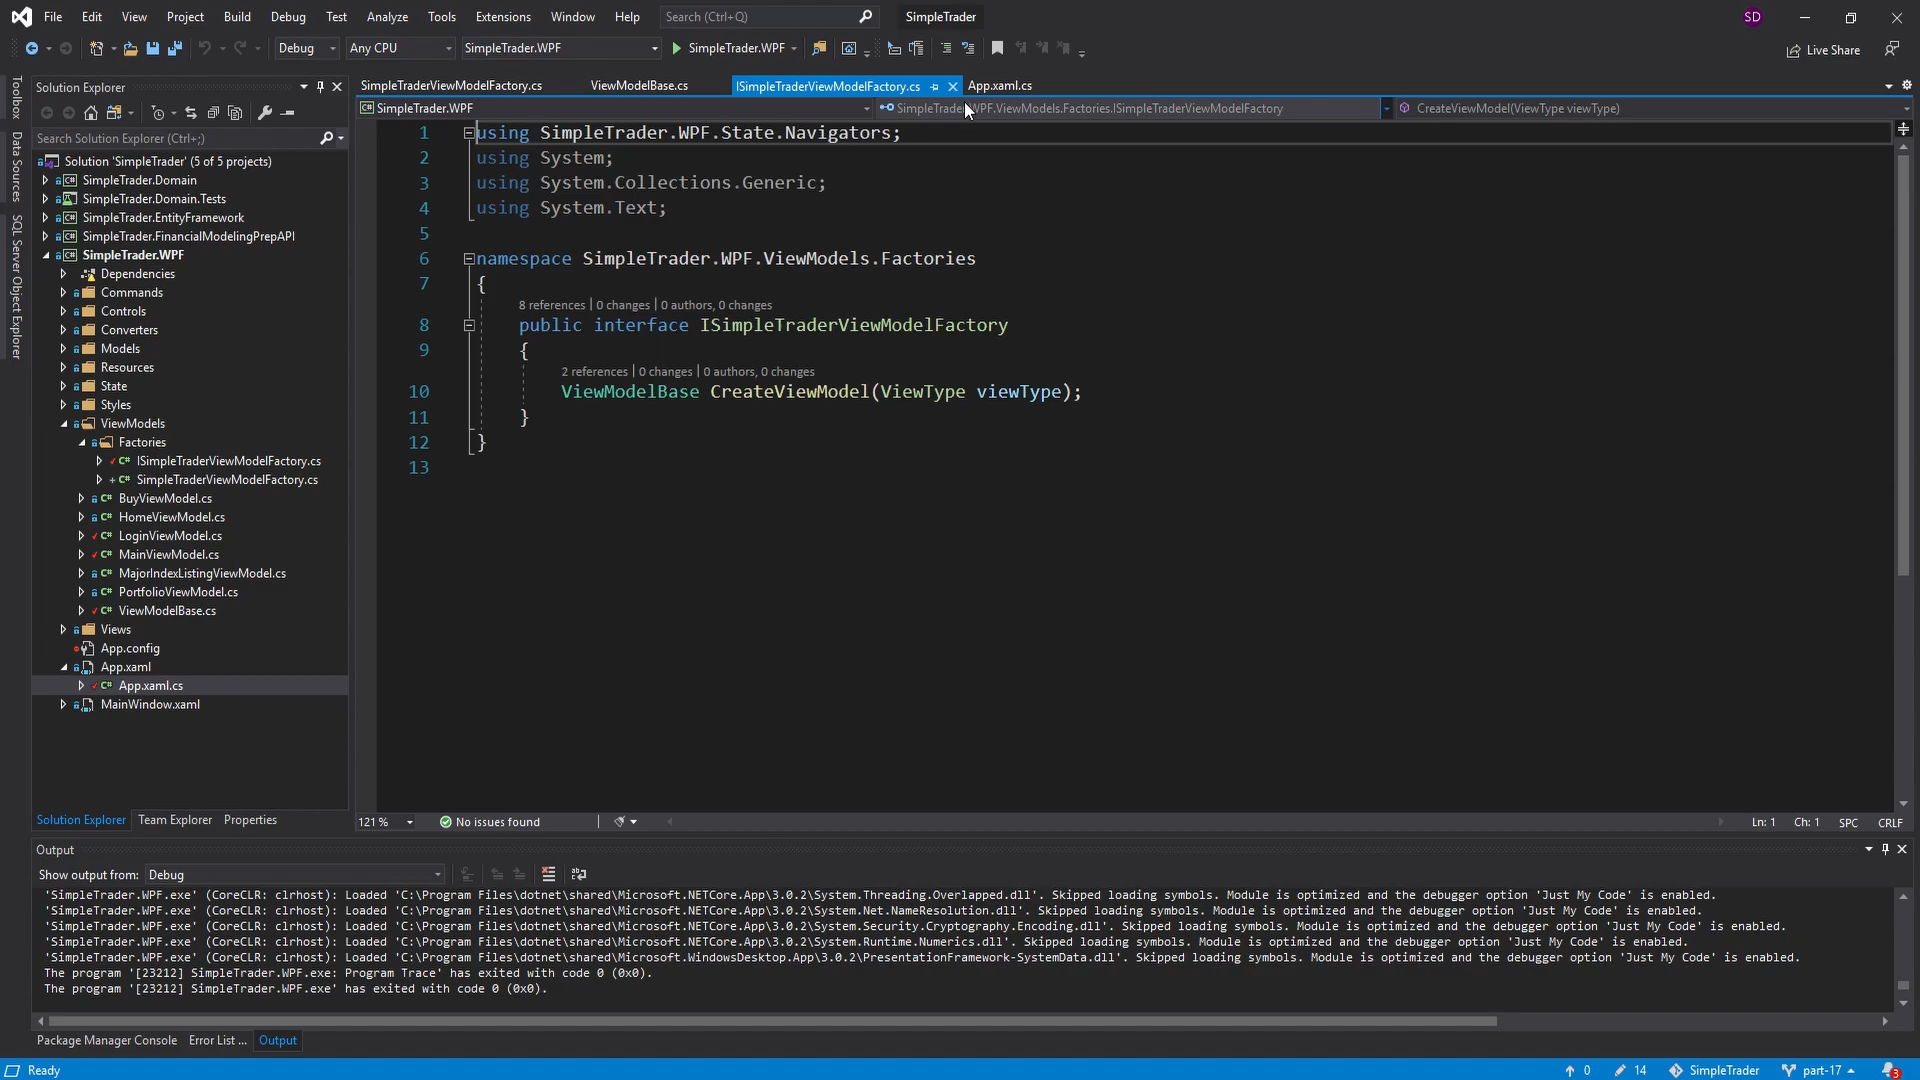 File Edit View Project Build Debug Test Analyze Tools Extensions Window Help Search (Ctrl+Q) SimpleTrader SD
Debug Any CPU SimpleTrader.WPF SimpleTrader.WPF Live Share
Toolbox
Data Sources
SQL Server Object Explorer
Solution Explorer
Search Solution Explorer (Ctrl+;)
Solution 'SimpleTrader' (5 of 5 projects)
SimpleTrader.Domain
SimpleTrader.Domain.Tests
SimpleTrader.EntityFramework
SimpleTrader.FinancialModelingPrepAPI
SimpleTrader.WPF
Dependencies
Commands
Controls
Converters
Models
Resources
State
Styles
ViewModels
Factories
C# ISimpleTraderViewModelFactory.cs
C# SimpleTraderViewModelFactory.cs
C# BuyViewModel.cs
C# HomeViewModel.cs
C# LoginViewModel.cs
C# MainViewModel.cs
C# MajorIndexListingViewModel.cs
C# PortfolioViewModel.cs
C# ViewModelBase.cs
Views
App.config
App.xaml
C# App.xaml.cs
MainWindow.xaml
Solution Explorer Team Explorer Properties
SimpleTraderViewModelFactory.cs ViewModelBase.cs ISimpleTraderViewModelFactory.cs App.xaml.cs
SimpleTrader.WPF SimpleTrader.WPF.ViewModels.Factories.ISimpleTraderViewModelFactory CreateViewModel(ViewType viewType)
1 using SimpleTrader.WPF.State.Navigators;
2 using System;
3 using System.Collections.Generic;
4 using System.Text;
5
6 namespace SimpleTrader.WPF.ViewModels.Factories
7 {
8 references | 0 changes | 0 authors, 0 changes
8 public interface ISimpleTraderViewModelFactory
9 {
2 references | 0 changes | 0 authors, 0 changes
10 ViewModelBase CreateViewModel(ViewType viewType);
11 }
12 }
13
121 % No issues found Ln: 1 Ch: 1 SPC CRLF
Output
Show output from: Debug
'SimpleTrader.WPF.exe' (CoreCLR: clrhost): Loaded 'C:\Program Files\dotnet\shared\Microsoft.NETCore.App\3.0.2\System.Threading.Overlapped.dll'. Skipped loading symbols. Module is optimized and the debugger option 'Just My Code' is enabled.
'SimpleTrader.WPF.exe' (CoreCLR: clrhost): Loaded 'C:\Program Files\dotnet\shared\Microsoft.NETCore.App\3.0.2\System.Net.NameResolution.dll'. Skipped loading symbols. Module is optimized and the debugger option 'Just My Code' is enabled.
'SimpleTrader.WPF.exe' (CoreCLR: clrhost): Loaded 'C:\Program Files\dotnet\shared\Microsoft.NETCore.App\3.0.2\System.Security.Cryptography.Encoding.dll'. Skipped loading symbols. Module is optimized and the debugger option 'Just My Code' is enabled.
'SimpleTrader.WPF.exe' (CoreCLR: clrhost): Loaded 'C:\Program Files\dotnet\shared\Microsoft.NETCore.App\3.0.2\System.Runtime.Numerics.dll'. Skipped loading symbols. Module is optimized and the debugger option 'Just My Code' is enabled.
'SimpleTrader.WPF.exe' (CoreCLR: clrhost): Loaded 'C:\Program Files\dotnet\shared\Microsoft.WindowsDesktop.App\3.0.2\PresentationFramework-SystemData.dll'. Skipped loading symbols. Module is optimized and the debugger option 'Just My Code' is enabled.
The program '[23212] SimpleTrader.WPF.exe: Program Trace' has exited with code 0 (0x0).
The program '[23212] SimpleTrader.WPF.exe' has exited with code 0 (0x0).
Package Manager Console Error List ... Output
Ready 0 14 SimpleTrader part-17 3